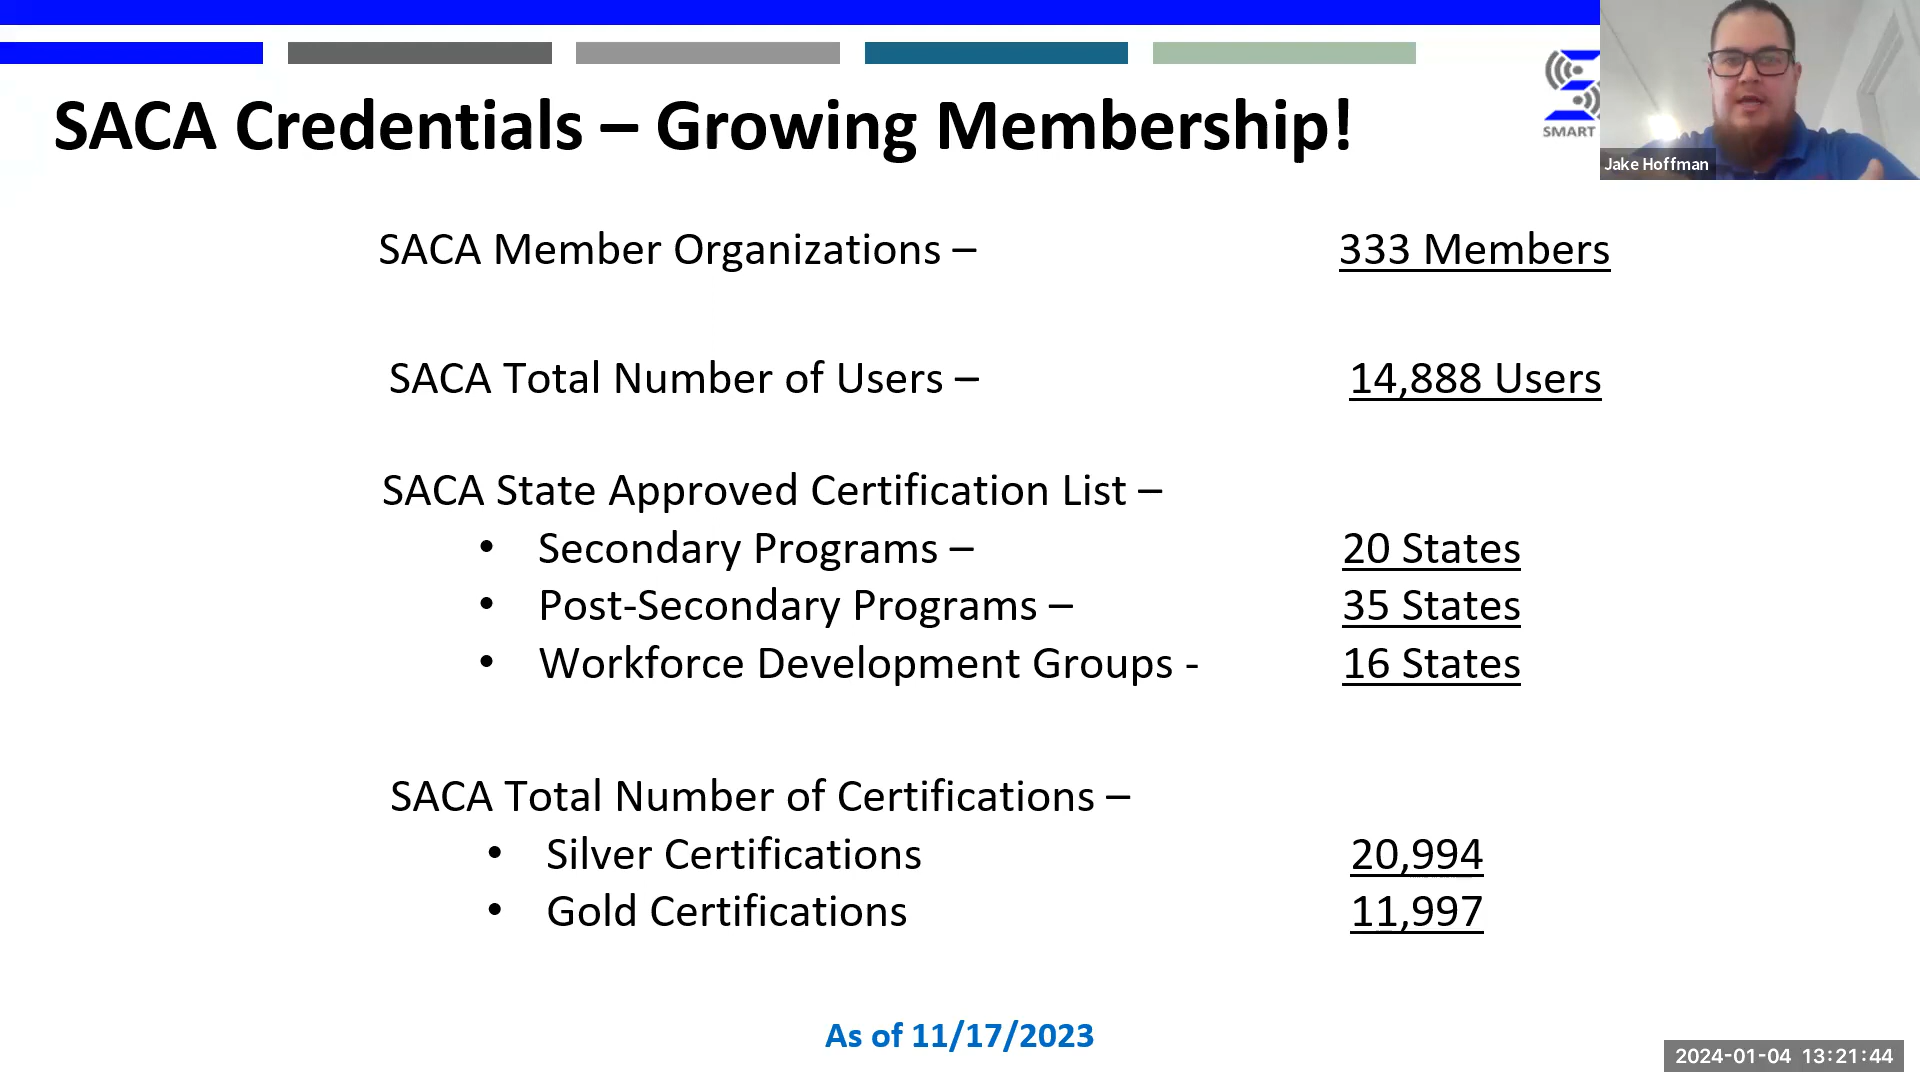 SACA Credentials – Growing Membership!
SMART
Jake Hoffman
SACA Member Organizations – 333 Members
SACA Total Number of Users – 14,888 Users
SACA State Approved Certification List –
• Secondary Programs – 20 States
• Post-Secondary Programs – 35 States
• Workforce Development Groups - 16 States
SACA Total Number of Certifications –
• Silver Certifications 20,994
• Gold Certifications 11,997
As of 11/17/2023
2024-01-04 13:21:44